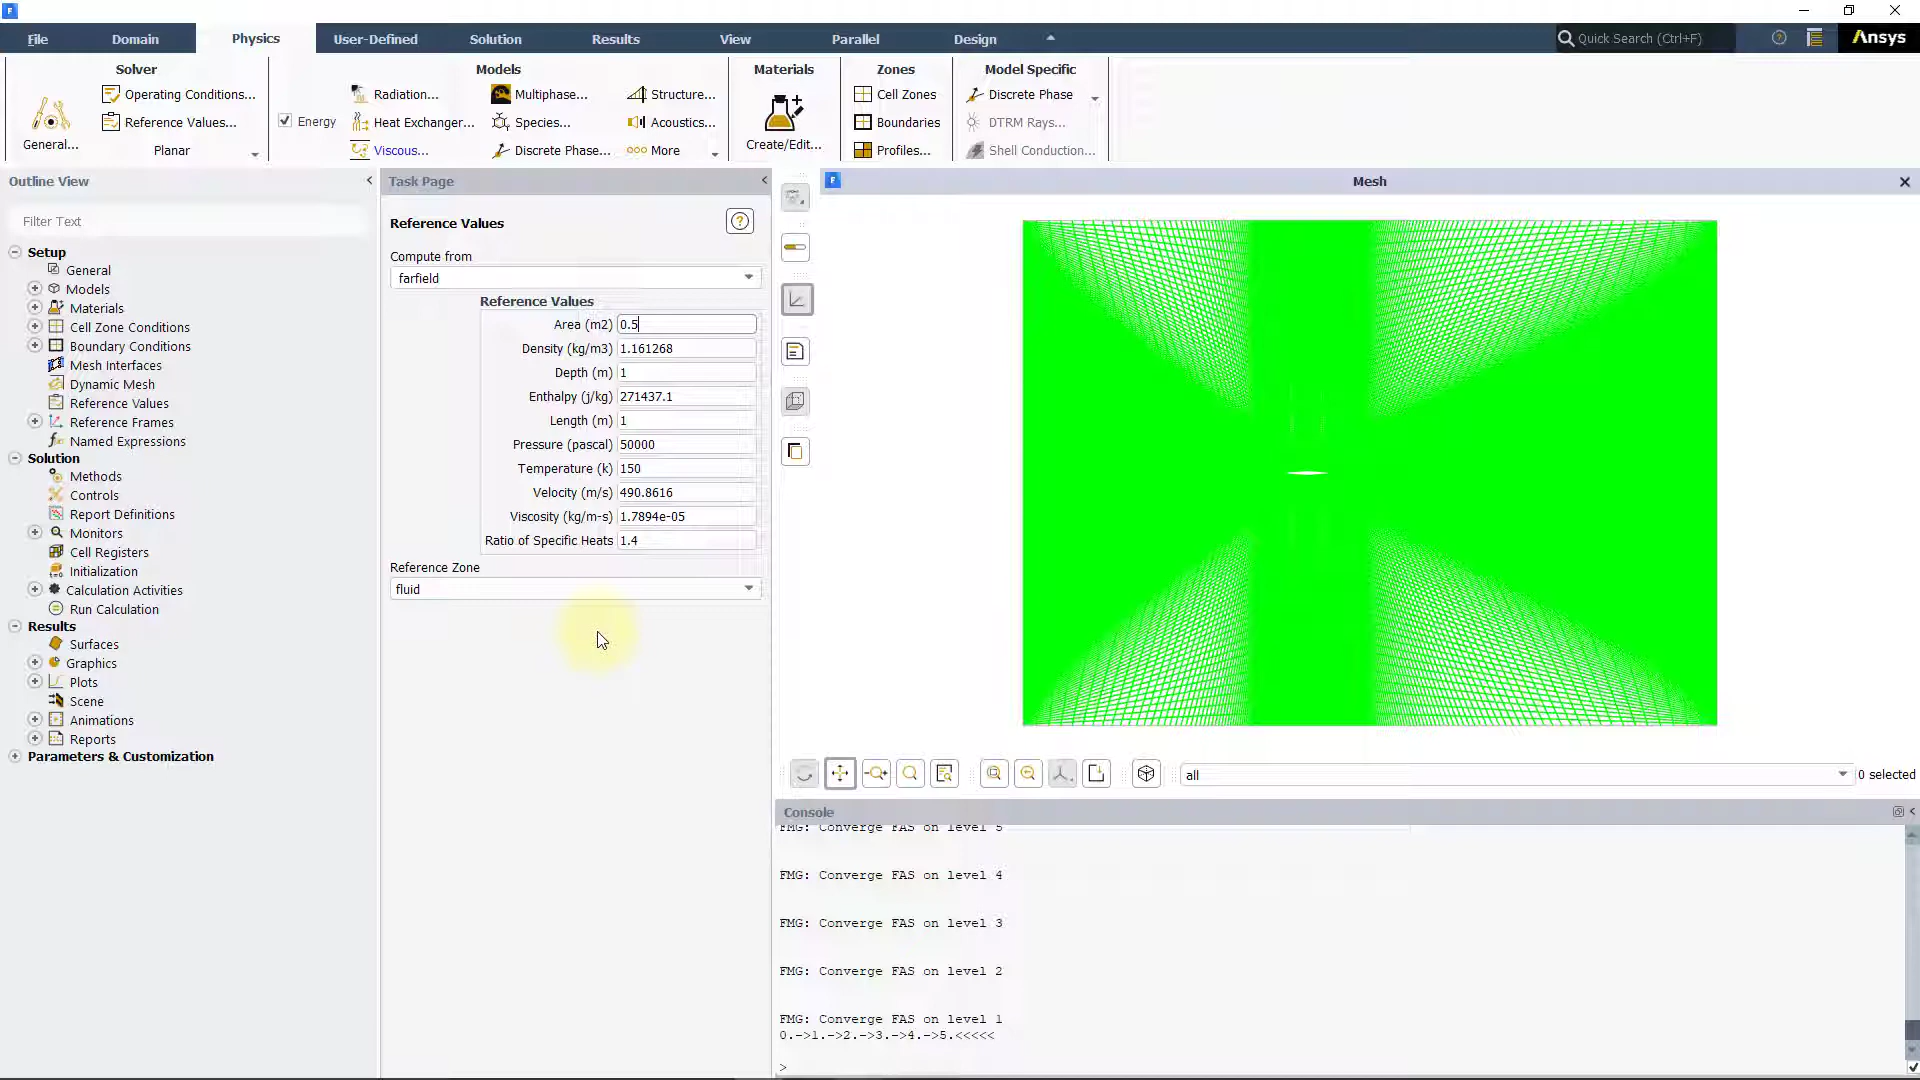 File
Domain
Physics
User-Defined
Solution
Results
View
Parallel
Design
Quick Search (Ctrl+F)
Ansys
Solver
General...
Operating Conditions...
Reference Values...
Planar
Models
Energy
Radiation...
Heat Exchanger...
Viscous...
Multiphase...
Species...
Discrete Phase...
Structure...
Acoustics...
More
Materials
Create/Edit...
Zones
Cell Zones
Boundaries
Profiles...
Model Specific
Discrete Phase
DTRM Rays...
Shell Conduction...
Outline View
Filter Text
Setup
General
Models
Materials
Cell Zone Conditions
Boundary Conditions
Mesh Interfaces
Dynamic Mesh
Reference Values
Reference Frames
Named Expressions
Solution
Methods
Controls
Report Definitions
Monitors
Cell Registers
Initialization
Calculation Activities
Run Calculation
Results
Surfaces
Graphics
Plots
Scene
Animations
Reports
Parameters & Customization
Task Page
Reference Values
Compute from
farfield
Reference Values
Area (m2) 0.5
Density (kg/m3) 1.161268
Depth (m) 1
Enthalpy (j/kg) 271437.1
Length (m) 1
Pressure (pascal) 50000
Temperature (k) 150
Velocity (m/s) 490.8616
Viscosity (kg/m-s) 1.7894e-05
Ratio of Specific Heats 1.4
Reference Zone
fluid
Mesh
all
0 selected
Console
FMG: Converge FAS on level 5
FMG: Converge FAS on level 4
FMG: Converge FAS on level 3
FMG: Converge FAS on level 2
FMG: Converge FAS on level 1
0.->1.->2.->3.->4.->5.<<<<<
>